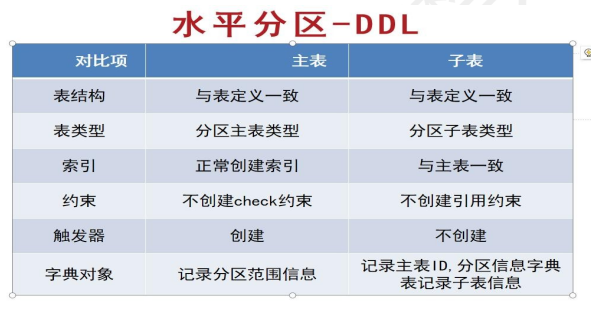 水平分区-DDL
对比项 主表 子表
表结构 与表定义一致 与表定义一致
表类型 分区主表类型 分区子表类型
索引 正常创建索引 与主表一致
约束 不创建check约束 不创建引用约束
触发器 创建 不创建
字典对象 记录分区范围信息 记录主表ID,分区信息字典
表记录子表信息